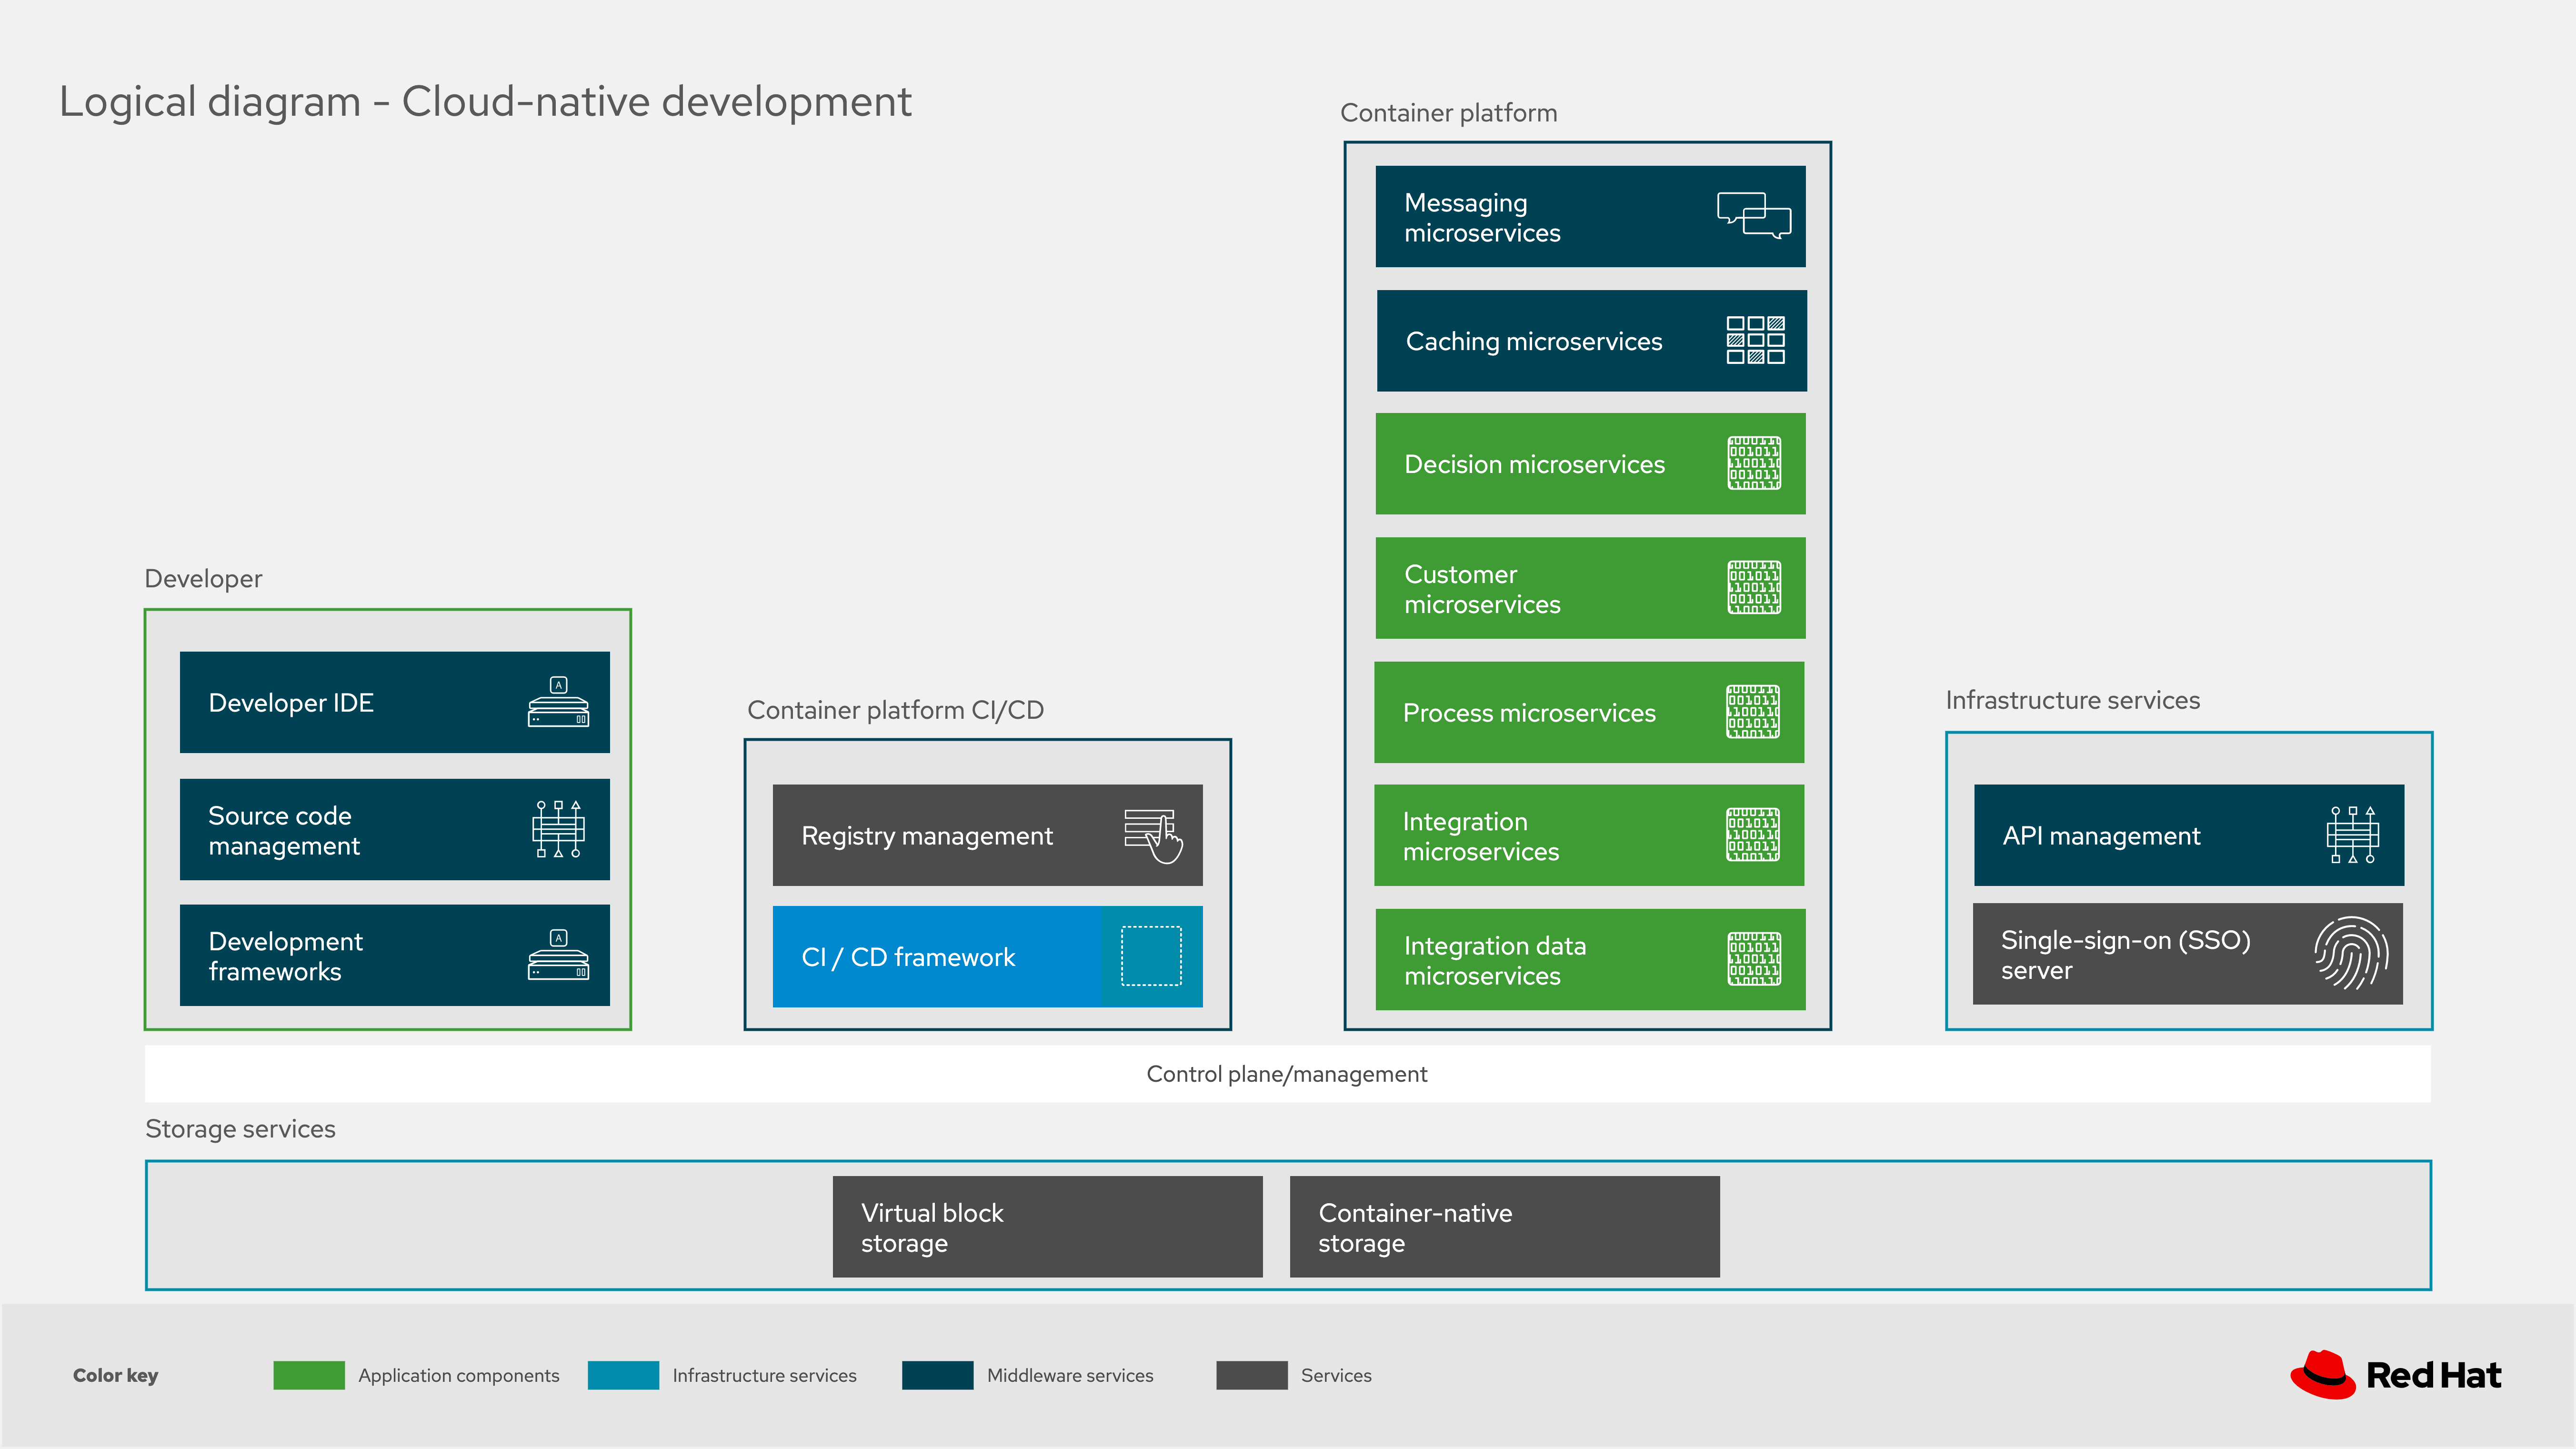 Logical diagram - Cloud-native development
Container platform
Messaging
microservices
Caching microservices
Decision microservices
Customer
microservices
Process microservices
Integration
microservices
Integration data
microservices
Developer
Developer IDE
A
Source code
management
Development
frameworks
A
Container platform CI/CD
Registry management
CI / CD framework
Infrastructure services
API management
Single-sign-on (SSO)
server
Control plane/management
Storage services
Virtual block
storage
Container-native
storage
Color key
Application components
Infrastructure services
Middleware services
Services
Red Hat